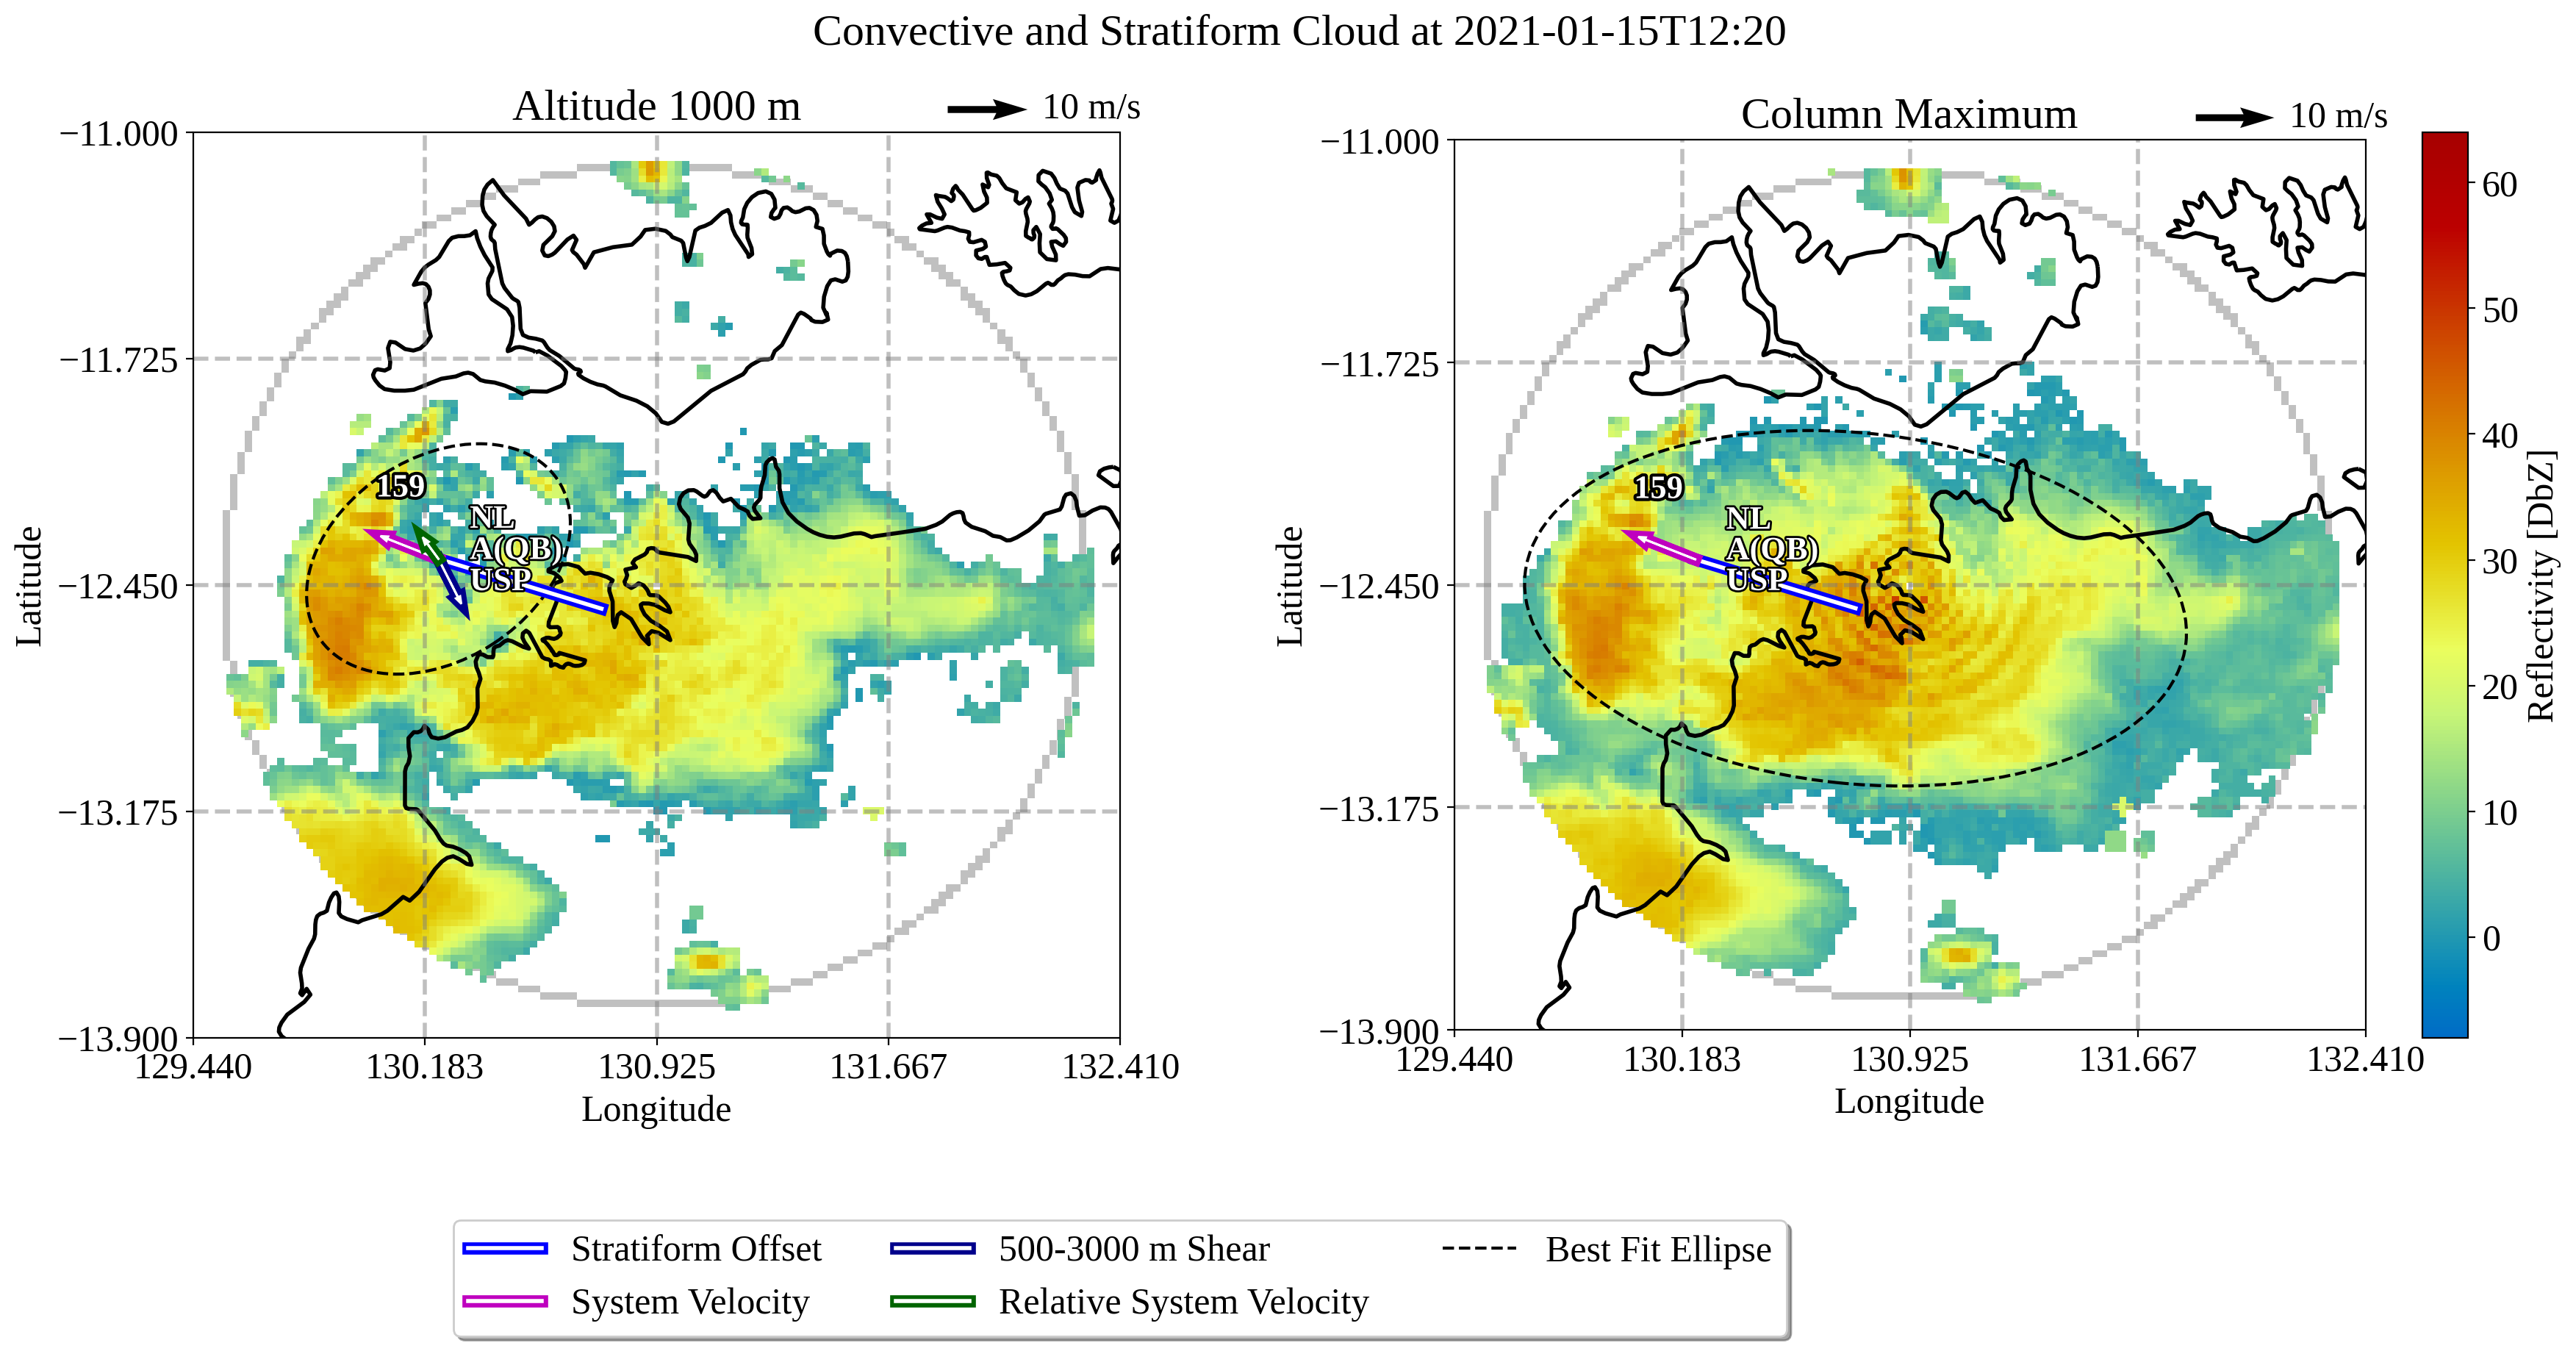 Convective and Stratiform Cloud at 2021-01-15T12:20
Altitude 1000 m
10 m/s
−11.000
−11.725
−12.450
−13.175
−13.900
Latitude
129.440
130.183
130.925
131.667
132.410
Longitude
159
NL
A(QB)
USP
Column Maximum
10 m/s
−11.000
−11.725
−12.450
−13.175
−13.900
Latitude
129.440
130.183
130.925
131.667
132.410
Longitude
159
NL
A(QB)
USP
60
50
40
30
20
10
0
Reflectivity [DbZ]
Stratiform Offset
System Velocity
500-3000 m Shear
Relative System Velocity
Best Fit Ellipse